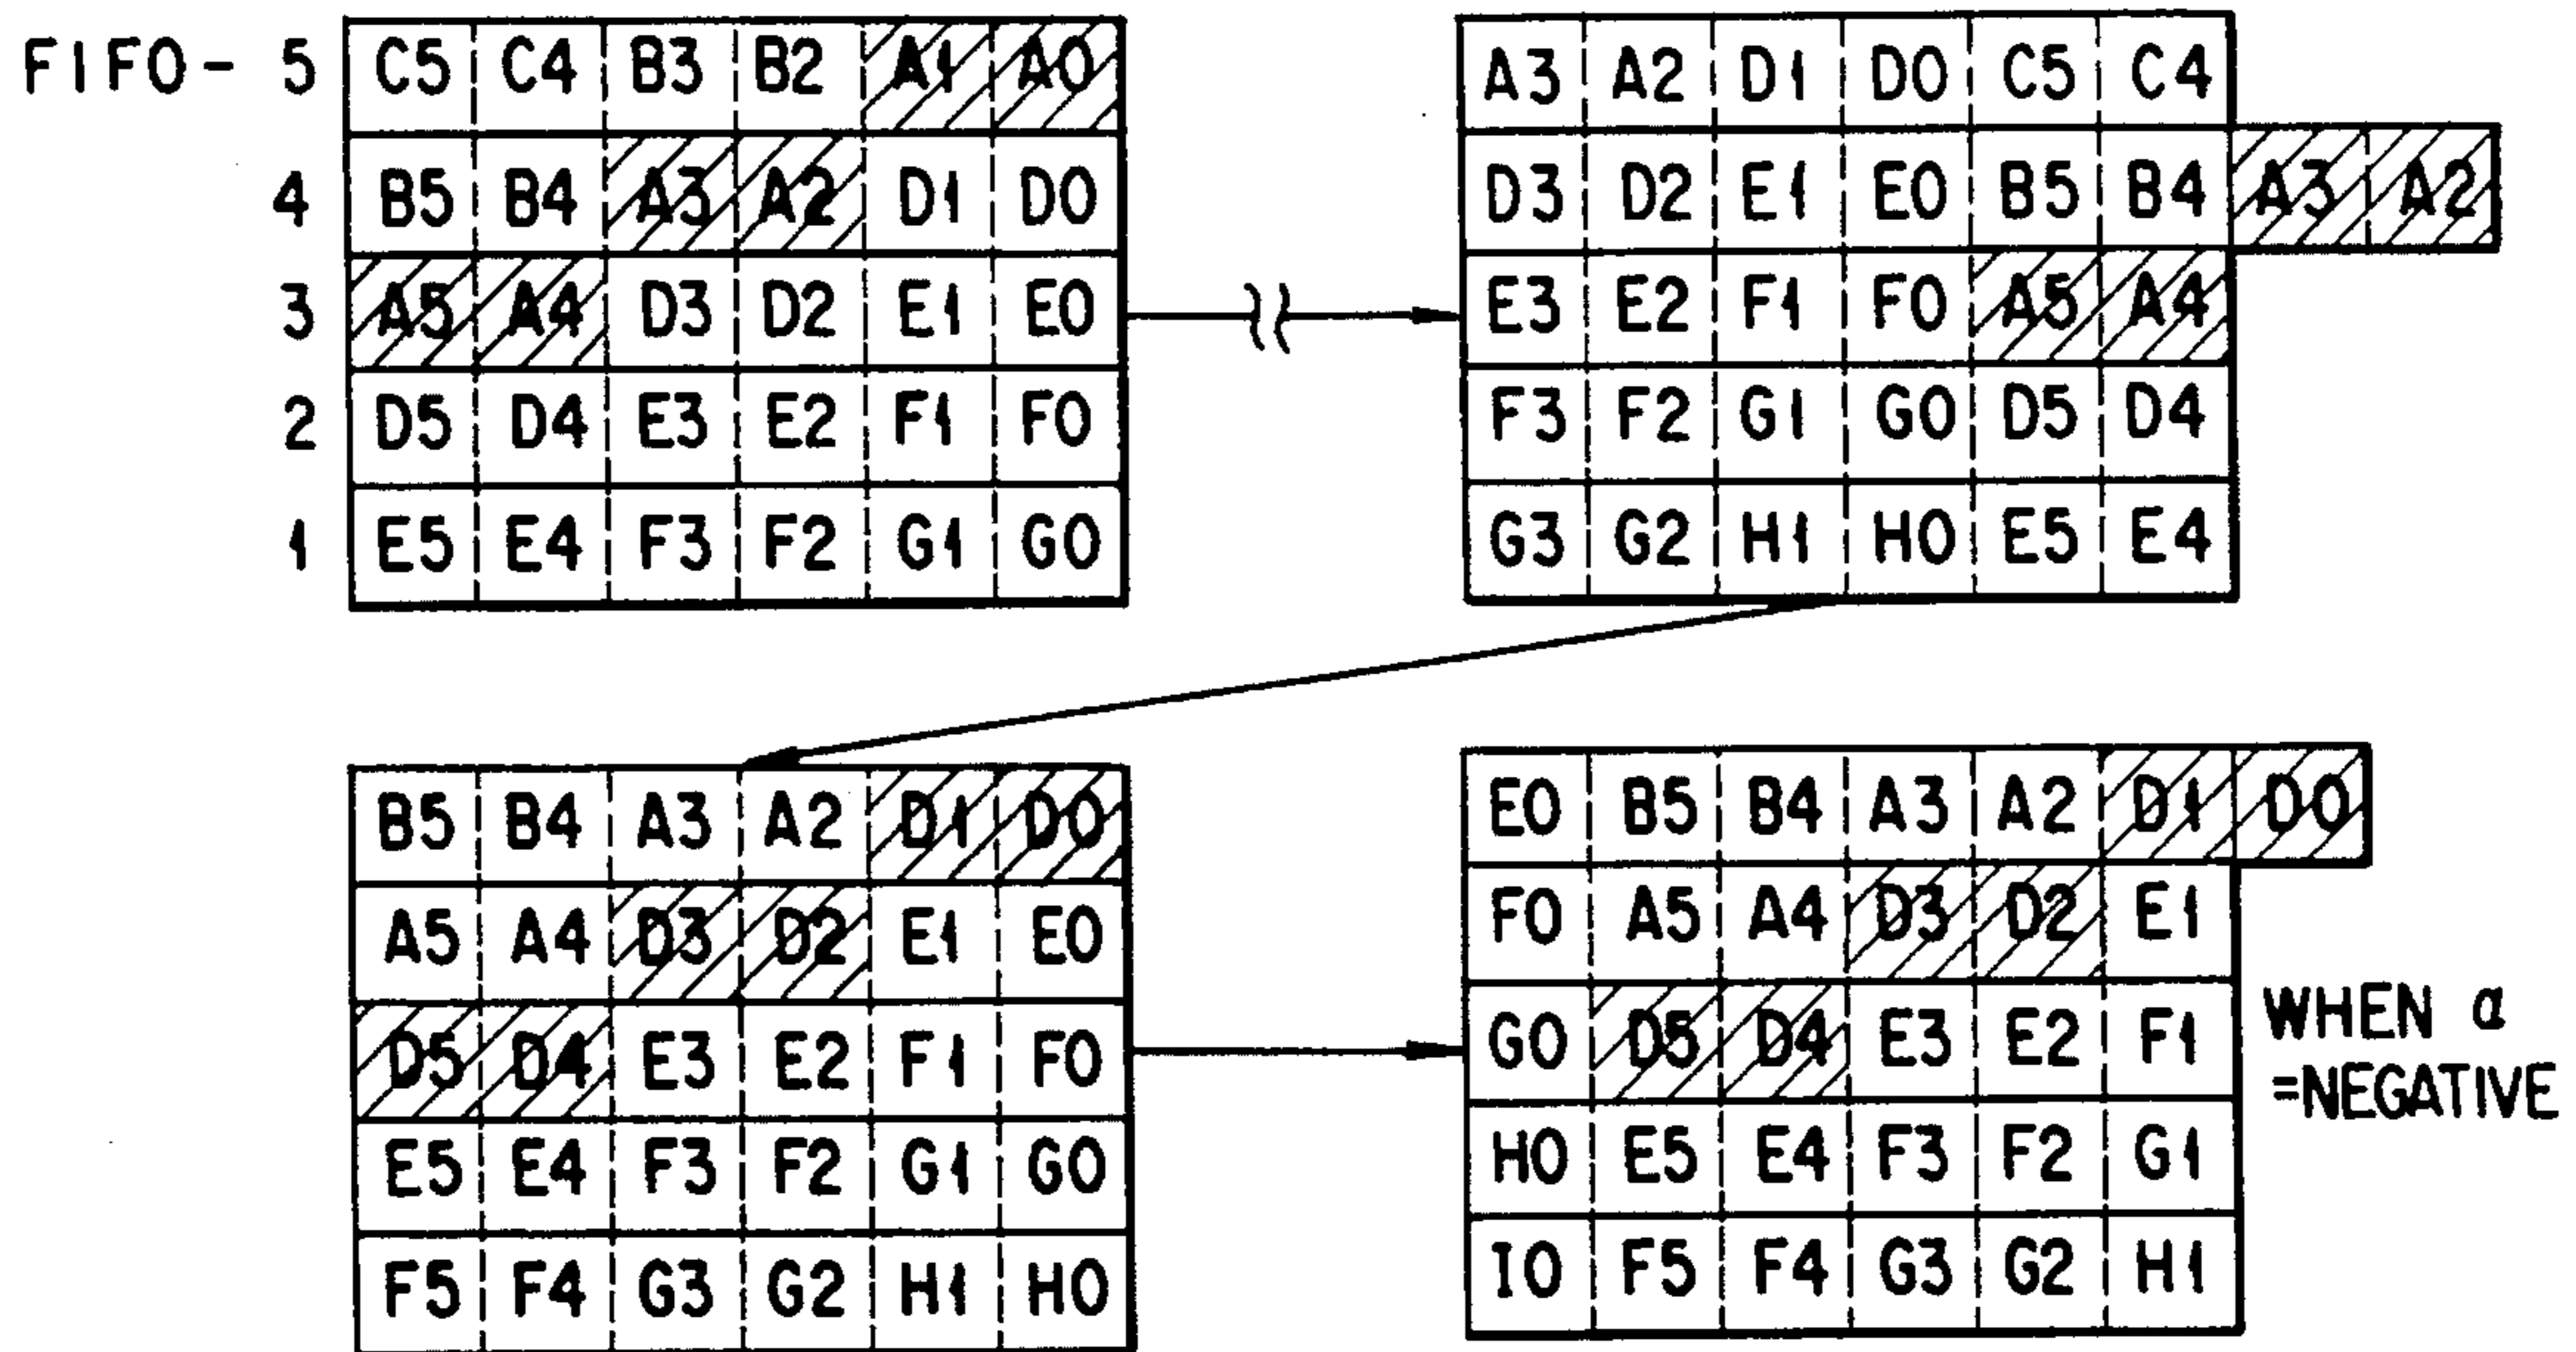 FIFO- 5 C5 C4 B3 B2 A1 A0
4 B5 B4 A3 A2 D1 D0
3 A5 A4 D3 D2 E1 E0
2 D5 D4 E3 E2 F1 F0
1 E5 E4 F3 F2 G1 G0
A3 A2 D1 D0 C5 C4
D3 D2 E1 E0 B5 B4 A3 A2
E3 E2 F1 F0 A5 A4
F3 F2 G1 G0 D5 D4
G3 G2 H1 H0 E5 E4
B5 B4 A3 A2 D1 D0
A5 A4 D3 D2 E1 E0
D5 D4 E3 E2 F1 F0
E5 E4 F3 F2 G1 G0
F5 F4 G3 G2 H1 H0
E0 B5 B4 A3 A2 D1 D0
F0 A5 A4 D3 D2 E1
G0 D5 D4 E3 E2 F1
H0 E5 E4 F3 F2 G1
I0 F5 F4 G3 G2 H1
WHEN α
=NEGATIVE